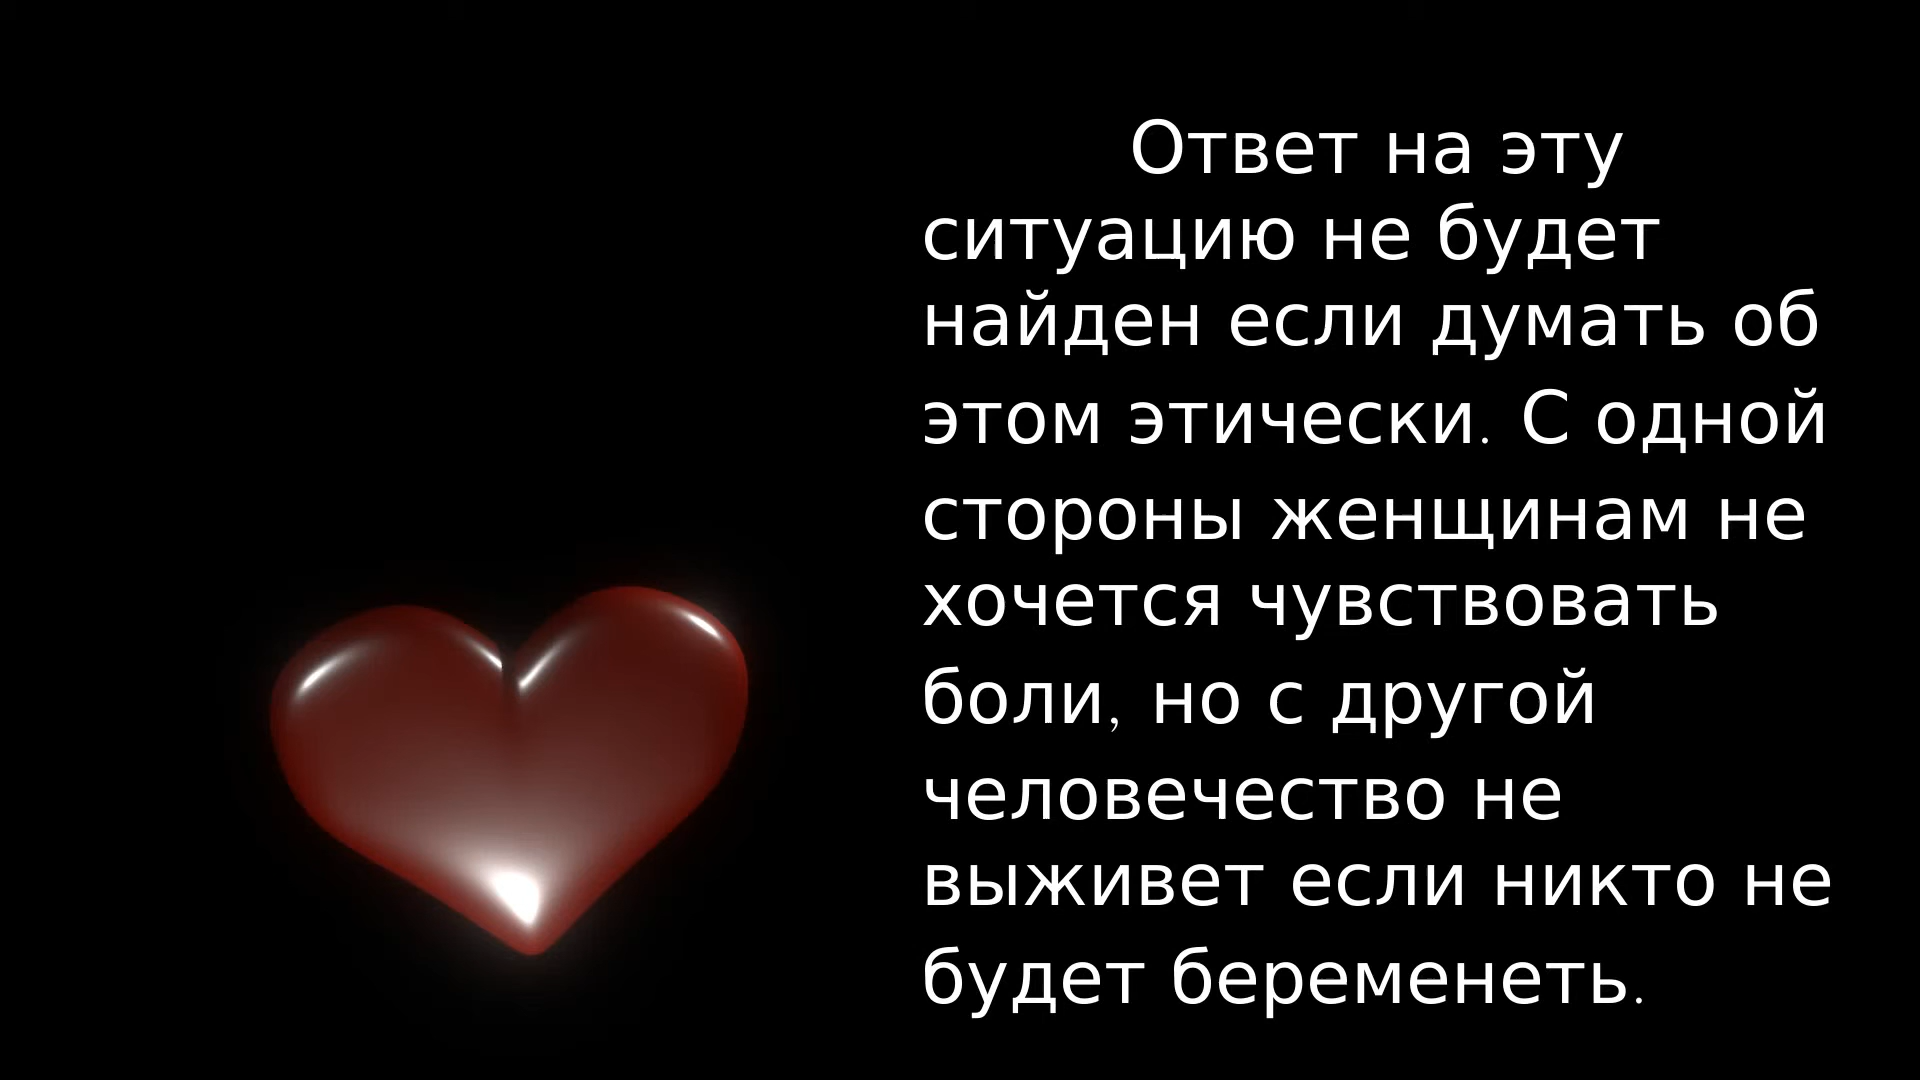 Ответ на эту
ситуацию не будет
найден если думать об
этом этически. С одной
стороны женщинам не
хочется чувствовать
боли, но с другой
человечество не
выживет если никто не
будет беременеть.